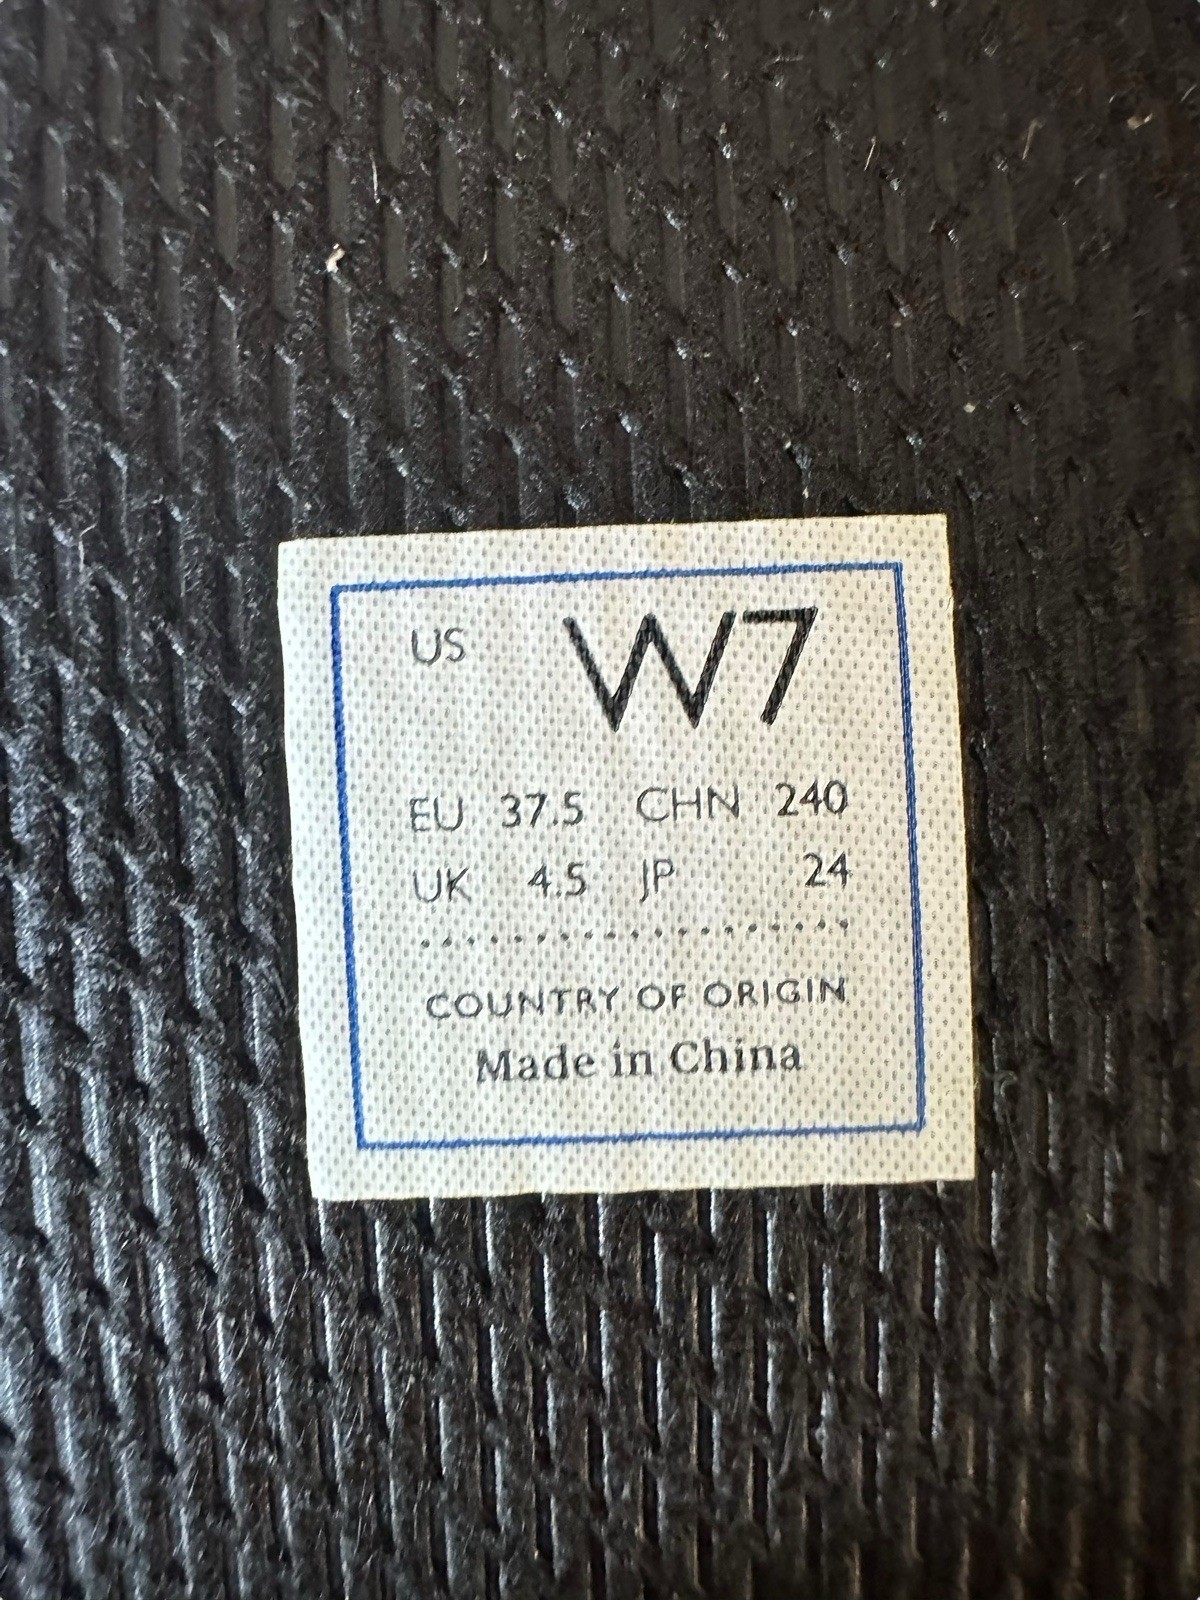 US W7
EU 37.5 CHN 240
UK 4.5 JP 24
COUNTRY OF ORIGIN
Made in China